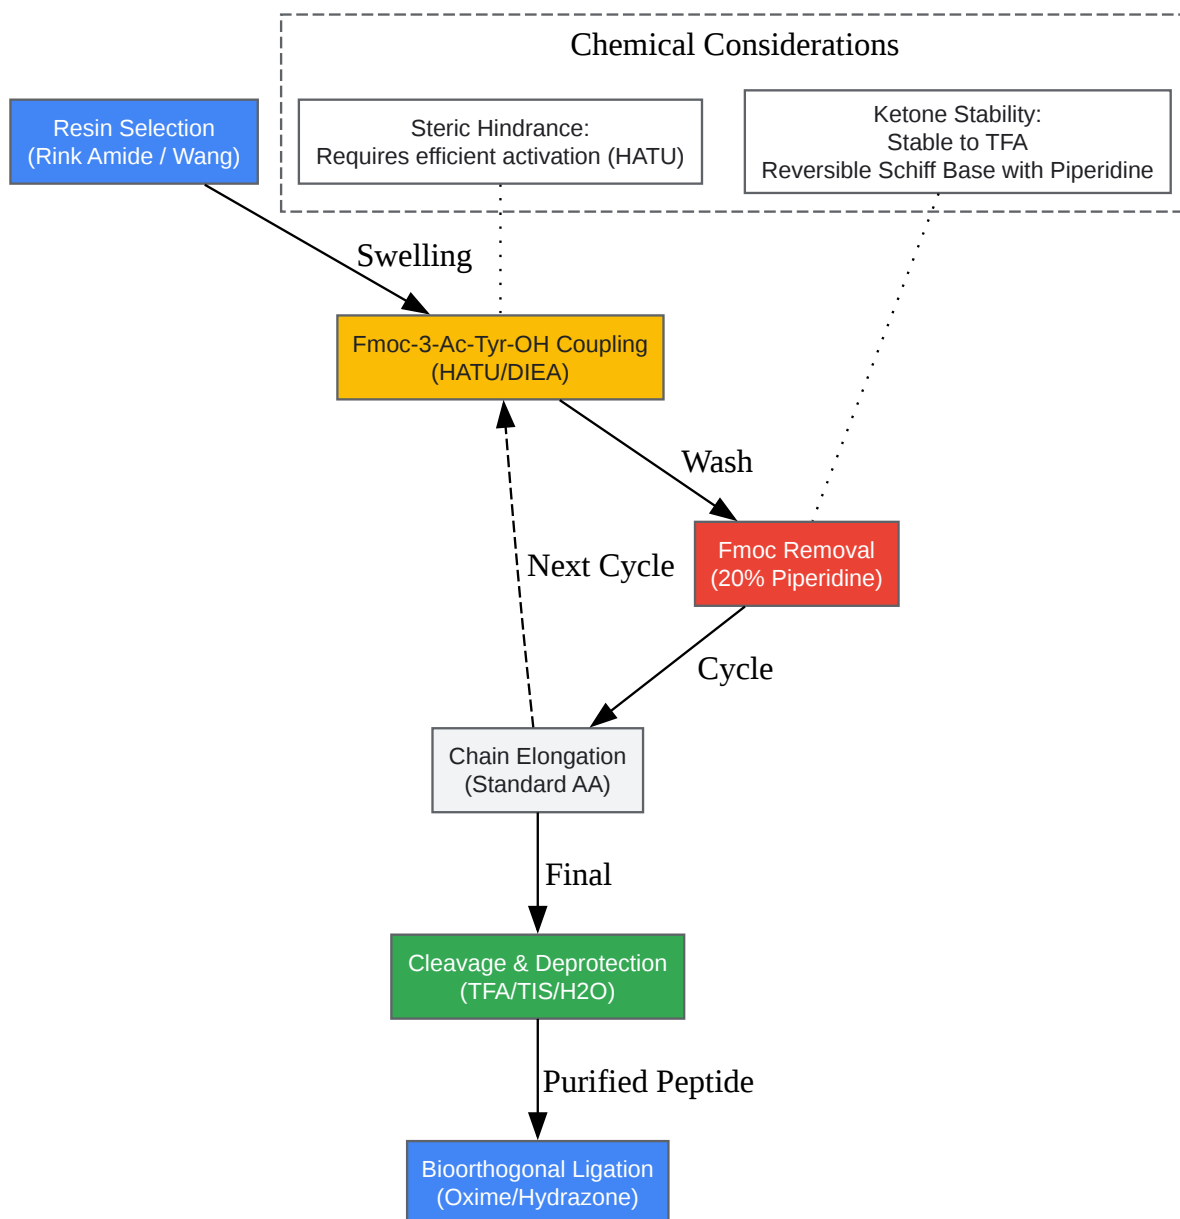 Chemical Considerations
Resin Selection
(Rink Amide / Wang)
Steric Hindrance:
Requires efficient activation (HATU)
Ketone Stability:
Stable to TFA
Reversible Schiff Base with Piperidine
Swelling
Fmoc-3-Ac-Tyr-OH Coupling
(HATU/DIEA)
Wash
Next Cycle
Fmoc Removal
(20% Piperidine)
Cycle
Chain Elongation
(Standard AA)
Final
Cleavage & Deprotection
(TFA/TIS/H2O)
Purified Peptide
Bioorthogonal Ligation
(Oxime/Hydrazone)